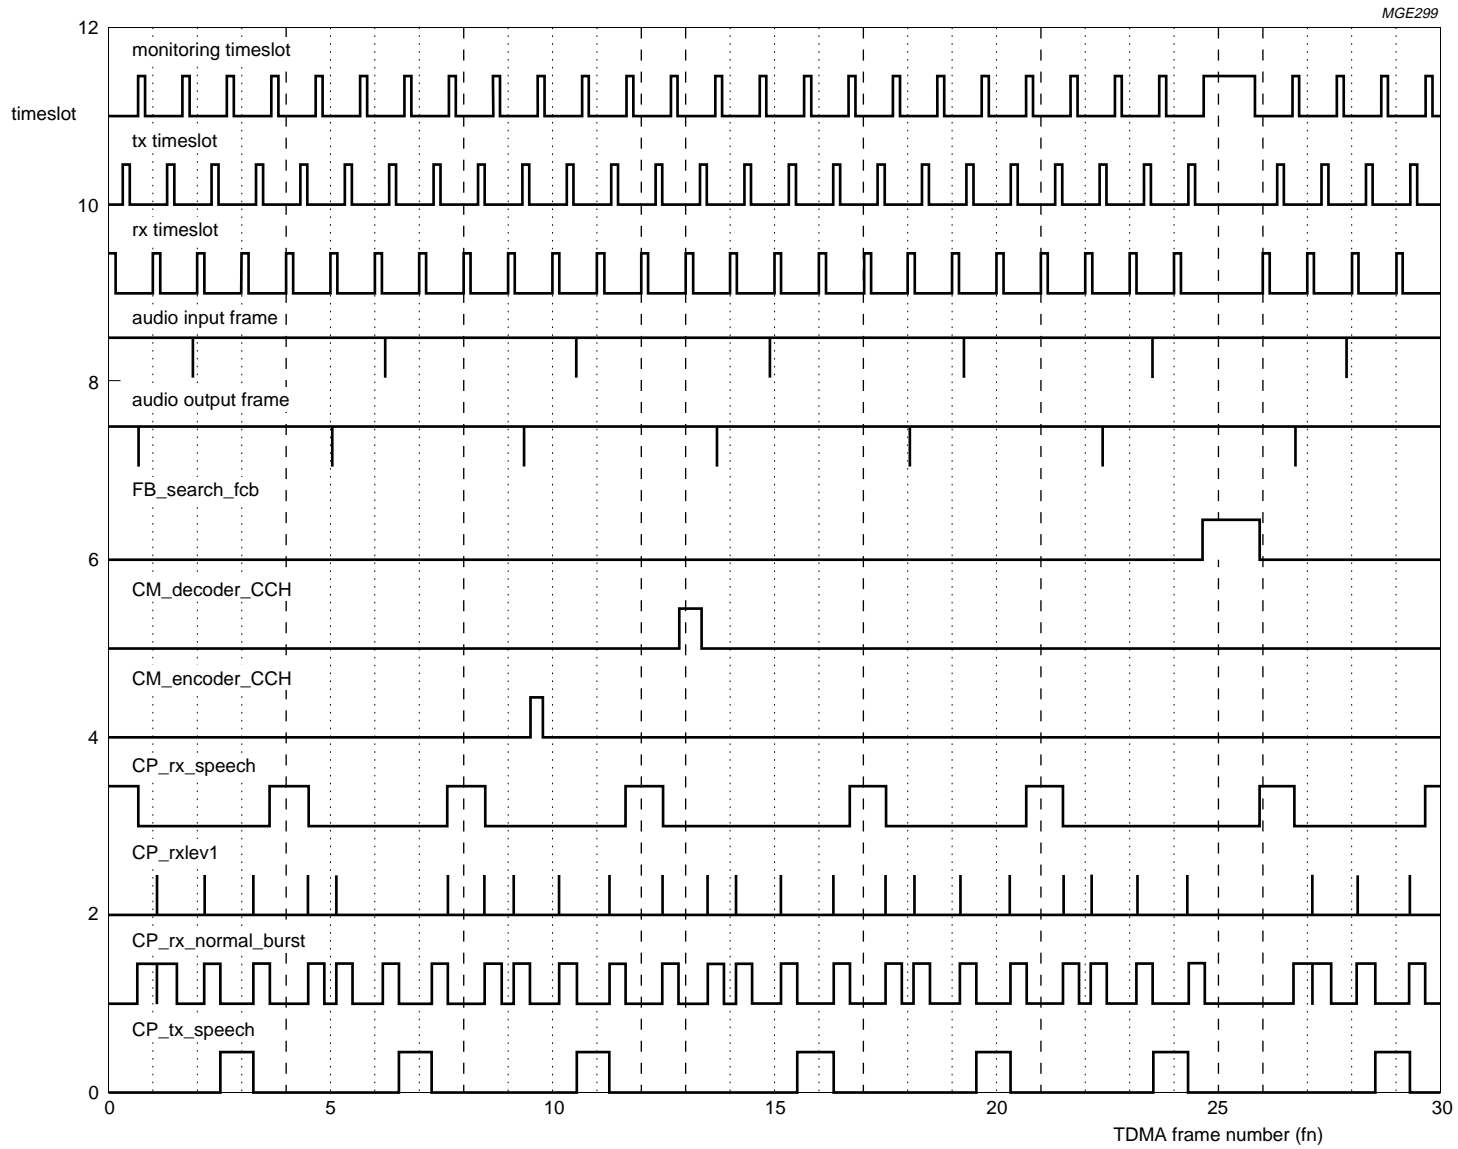 MGE299
12
monitoring timeslot
timeslot
tx timeslot
10
rx timeslot
audio input frame
8
audio output frame
FB_search_fcb
6
CM_decoder_CCH
CM_encoder_CCH
4
CP_rx_speech
CP_rxlev1
2
CP_rx_normal_burst
CP_tx_speech
0
0 5 10 15 20 25 30
TDMA frame number (fn)